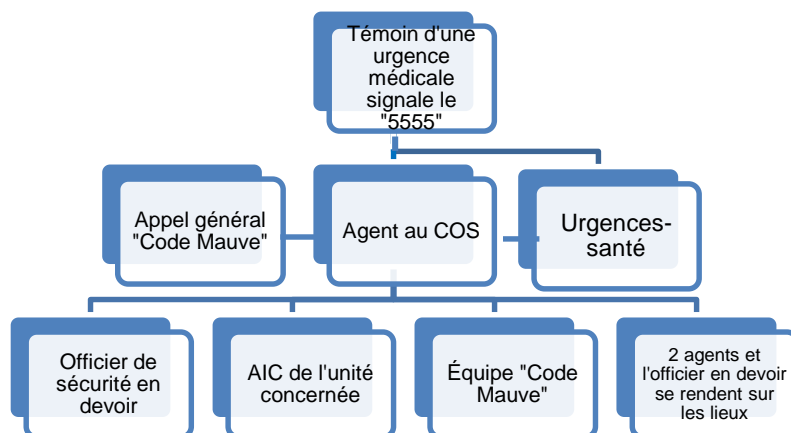 Témoin d'une
urgence
médicale
signale le
"5555"
Appel général
"Code Mauve"
Agent au COS
Urgences-
santé
Officier de
sécurité en
devoir
AIC de l'unité
concernée
Équipe "Code
Mauve"
2 agents et
l'officier en devoir
se rendent sur
les lieux